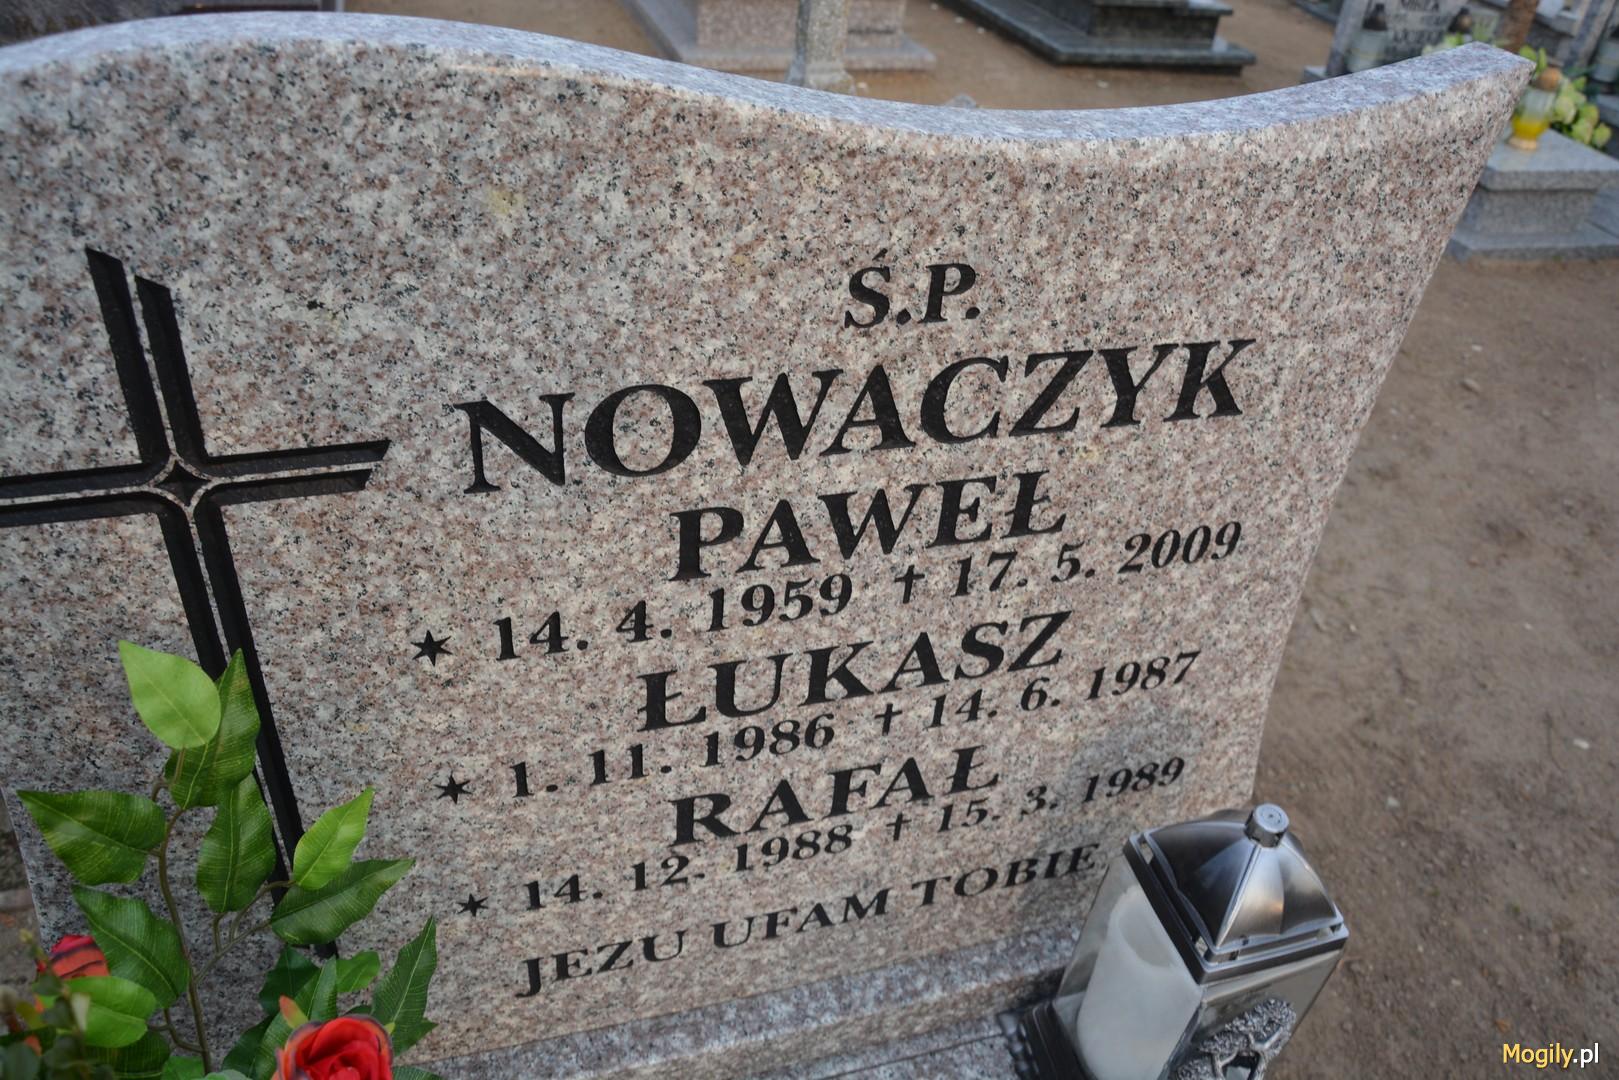 Ś.P.
NOWACZYK
PAWEŁ
✶ 14. 4. 1959 ✝ 17. 5. 2009
ŁUKASZ
✶ 1. 11. 1986 ✝ 14. 6. 1987
RAFAŁ
✶ 14. 12. 1988 ✝ 15. 3. 1989
JEZU UFAM TOBIE
Mogily.pl